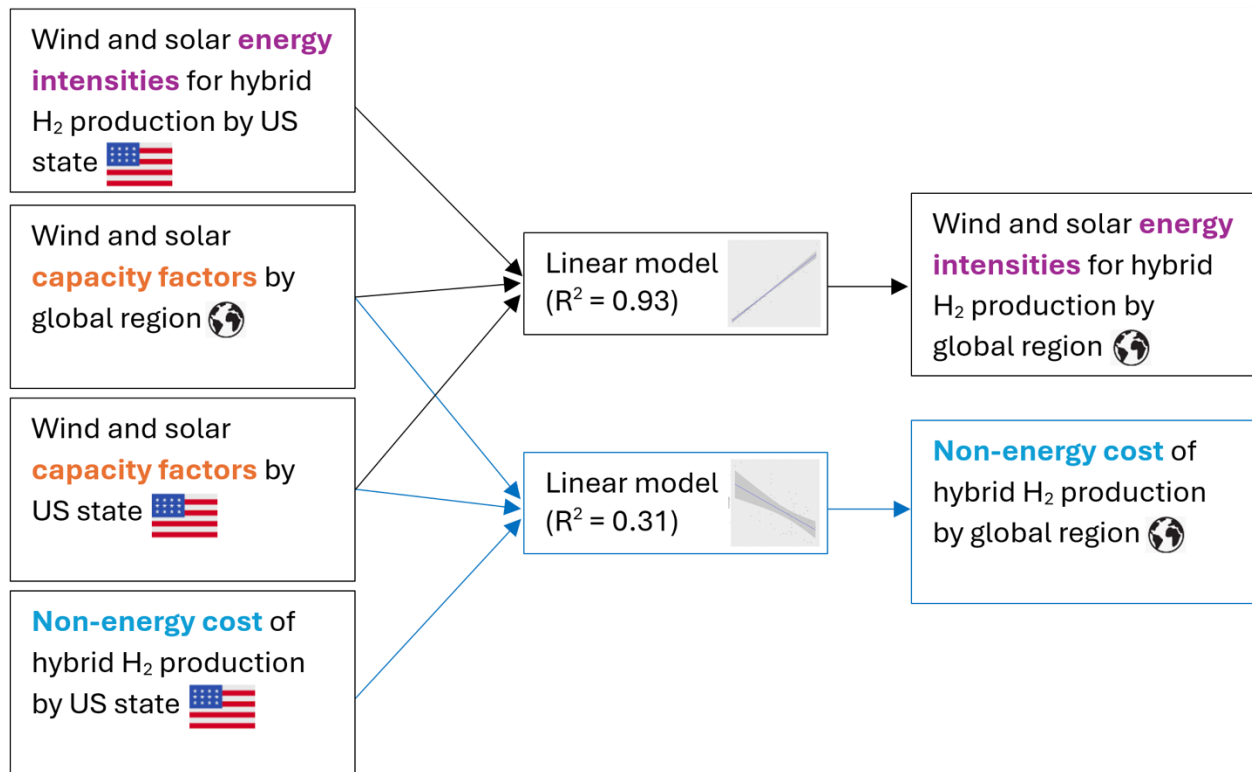 Wind and solar energy
intensities for hybrid
H₂ production by US
state
Wind and solar
capacity factors by
global region
Wind and solar
capacity factors by
US state
Non-energy cost of
hybrid H₂ production
by US state
Linear model
(R² = 0.93)
Linear model
(R² = 0.31)
Wind and solar energy
intensities for hybrid
H₂ production by
global region
Non-energy cost of
hybrid H₂ production
by global region